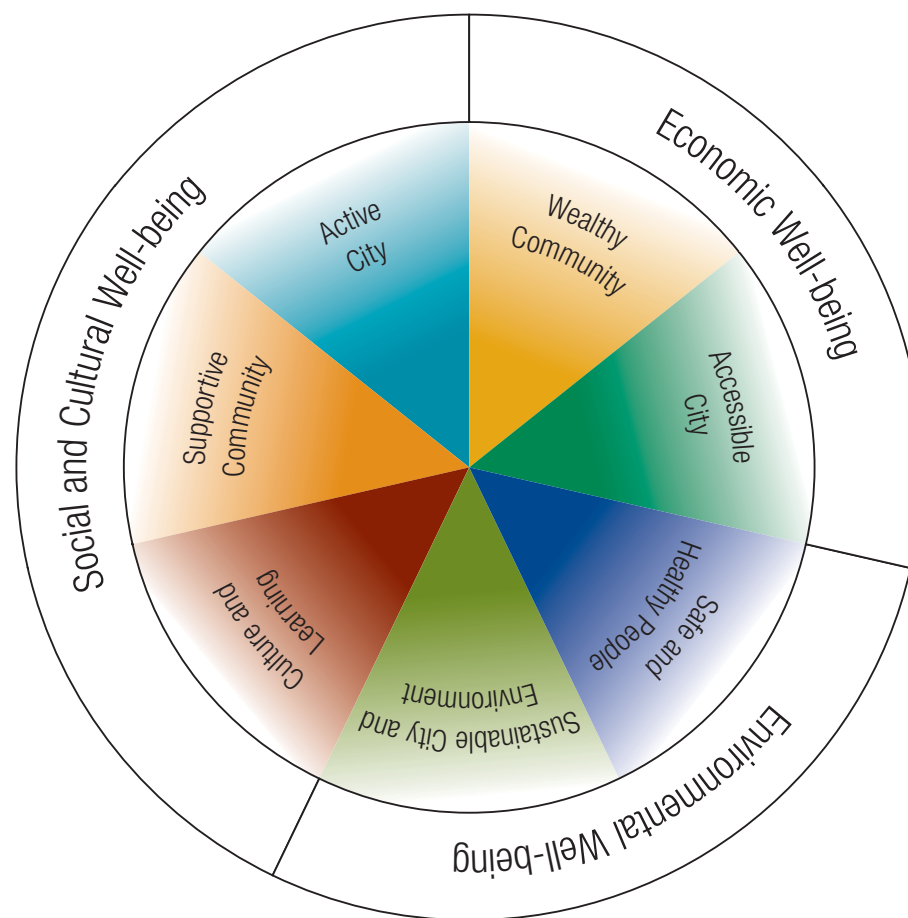 Economic Well-being
Wealthy
Community
Accessible
City
Environmental Well-being
Safe and
Healthy People
Sustainable City and
Environment
Social and Cultural Well-being
Culture and
Learning
Supportive
Community
Active
City